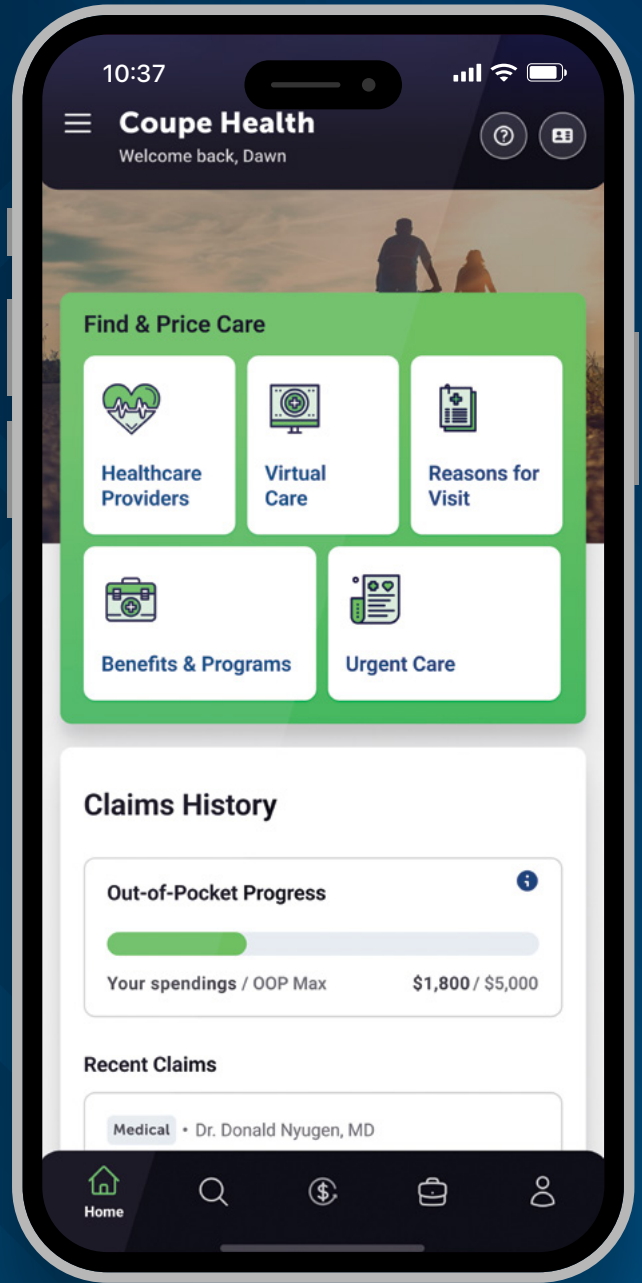 10:37
Coupe Health
Welcome back, Dawn
Find & Price Care
Healthcare
Providers
Virtual
Care
Reasons for
Visit
Benefits & Programs
Urgent Care
Claims History
Out-of-Pocket Progress
Your spendings / OOP Max
$1,800 / $5,000
Recent Claims
Medical • Dr. Donald Nyugen, MD
Home